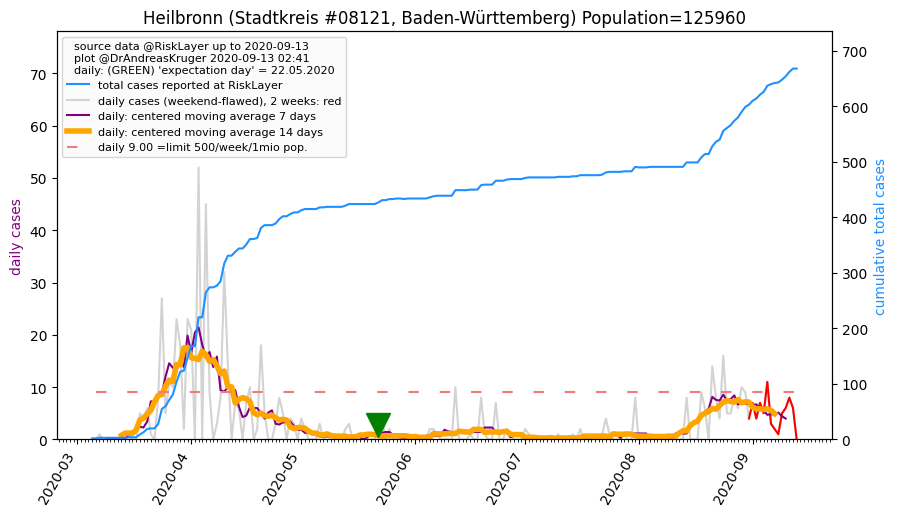 Heilbronn (Stadtkreis #08121, Baden-Württemberg) Population=125960
source data @RiskLayer up to 2020-09-13
plot @DrAndreasKruger 2020-09-13 02:41
daily: (GREEN) 'expectation day' = 22.05.2020
total cases reported at RiskLayer
daily cases (weekend-flawed), 2 weeks: red
daily: centered moving average 7 days
daily: centered moving average 14 days
daily 9.00 =limit 500/week/1mio pop.
daily cases
70
60
50
40
30
20
10
0
cumulative total cases
700
600
500
400
300
200
100
0
2020-03
2020-04
2020-05
2020-06
2020-07
2020-08
2020-09